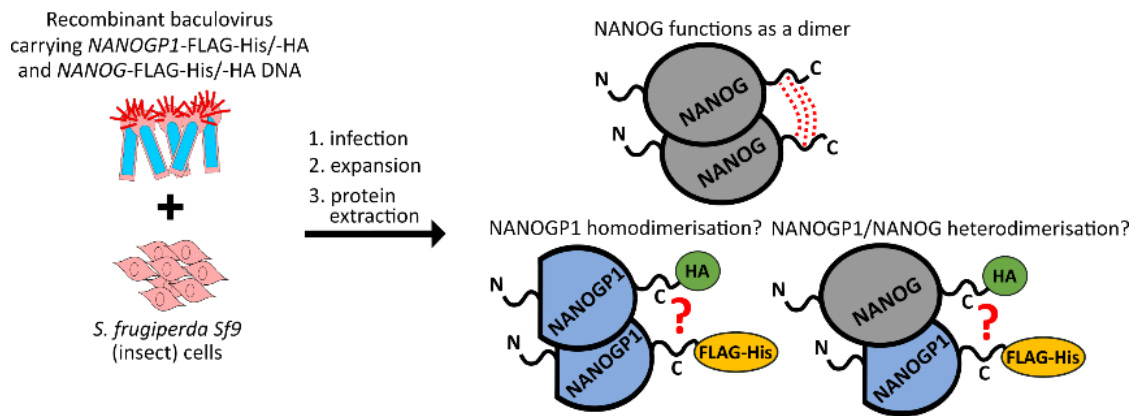 Recombinant baculovirus
carrying NANOGP1-FLAG-His/-HA
and NANOG-FLAG-His/-HA DNA
+
S. frugiperda Sf9
(insect) cells
1. infection
2. expansion
3. protein
extraction
NANOG functions as a dimer
N
NANOG
C
N
NANOG
C
NANOGP1 homodimerisation?
N
NANOGP1
C
HA
?
N
NANOGP1
C
FLAG-His
NANOGP1/NANOG heterodimerisation?
N
NANOG
C
HA
?
N
NANOGP1
C
FLAG-His